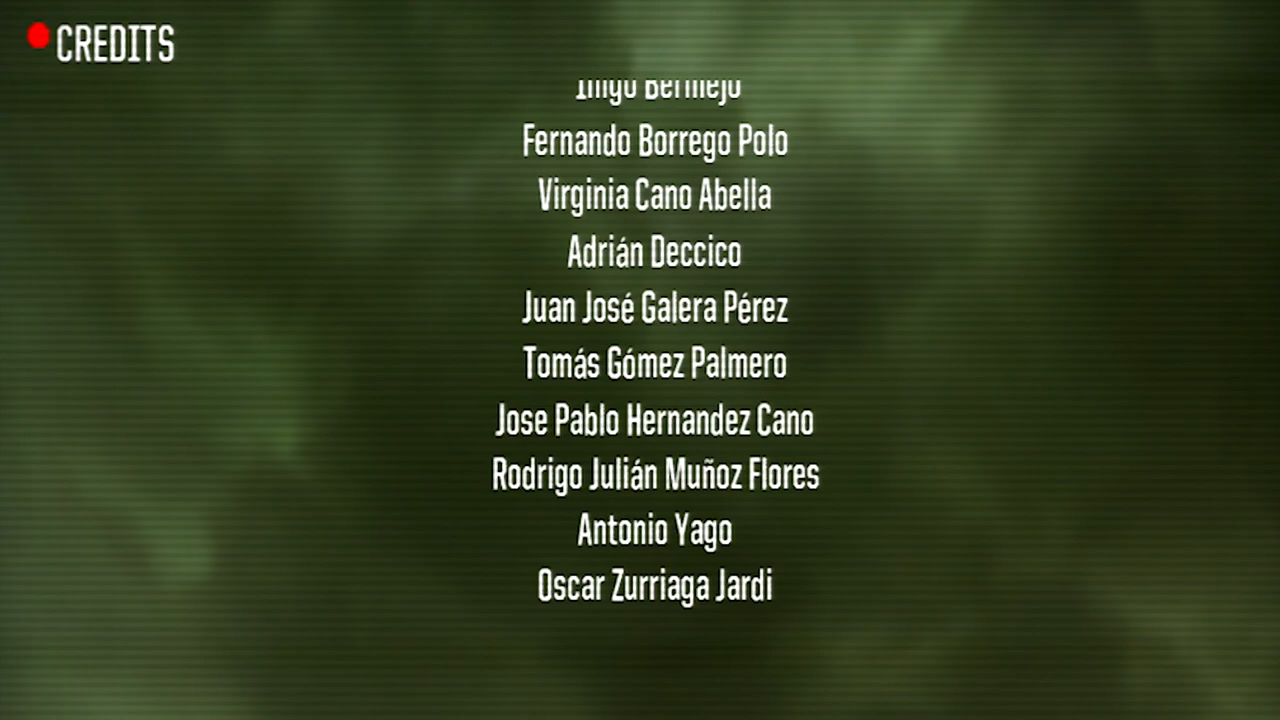 CREDITS
Fernando Borrego Polo
Virginia Cano Abella
Adrián Deccico
Juan José Galera Pérez
Tomás Gómez Palmero
Jose Pablo Hernandez Cano
Rodrigo Julián Muñoz Flores
Antonio Yago
Oscar Zurriaga Jardi